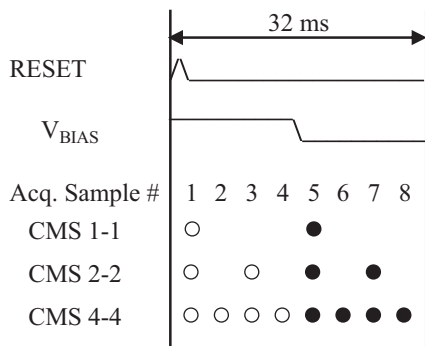 32 ms
RESET
VBIAS
Acq. Sample # 1 2 3 4 5 6 7 8
CMS 1-1
CMS 2-2
CMS 4-4